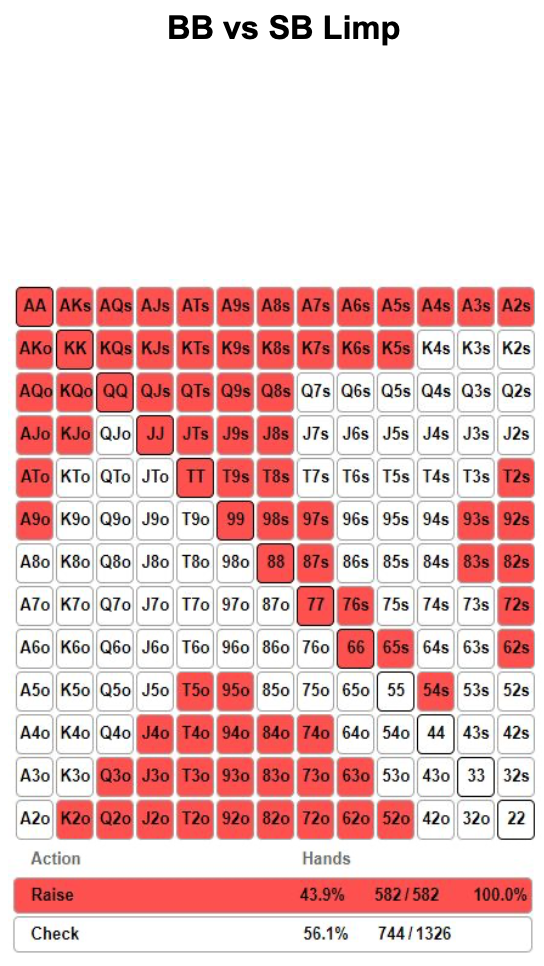 BB vs SB Limp
AA AKs AQs AJs ATs A9s A8s A7s A6s A5s A4s A3s A2s
AKo KK KQs KJs KTs K9s K8s K7s K6s K5s K4s K3s K2s
AQo KQo QQ QJs QTs Q9s Q8s Q7s Q6s Q5s Q4s Q3s Q2s
AJo KJo QJo JJ JTs J9s J8s J7s J6s J5s J4s J3s J2s
ATo KTo QTo JTo TT T9s T8s T7s T6s T5s T4s T3s T2s
A9o K9o Q9o J9o T9o 99 98s 97s 96s 95s 94s 93s 92s
A8o K8o Q8o J8o T8o 98o 88 87s 86s 85s 84s 83s 82s
A7o K7o Q7o J7o T7o 97o 87o 77 76s 75s 74s 73s 72s
A6o K6o Q6o J6o T6o 96o 86o 76o 66 65s 64s 63s 62s
A5o K5o Q5o J5o T5o 95o 85o 75o 65o 55 54s 53s 52s
A4o K4o Q4o J4o T4o 94o 84o 74o 64o 54o 44 43s 42s
A3o K3o Q3o J3o T3o 93o 83o 73o 63o 53o 43o 33 32s
A2o K2o Q2o J2o T2o 92o 82o 72o 62o 52o 42o 32o 22
Action Hands
Raise 43.9% 582 / 582 100.0%
Check 56.1% 744 / 1326